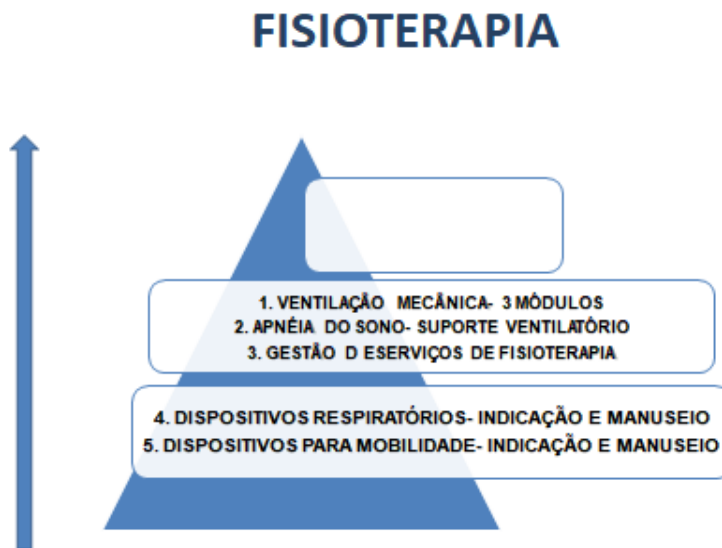 FISIOTERAPIA
1. VENTILAÇÃO MECÂNICA- 3 MÓDULOS
2. APNÉIA DO SONO- SUPORTE VENTILATÓRIO
3. GESTÃO D ESERVIÇOS DE FISIOTERAPIA
4. DISPOSITIVOS RESPIRATÓRIOS- INDICAÇÃO E MANUSEIO
5. DISPOSITIVOS PARA MOBILIDADE- INDICAÇÃO E MANUSEIO